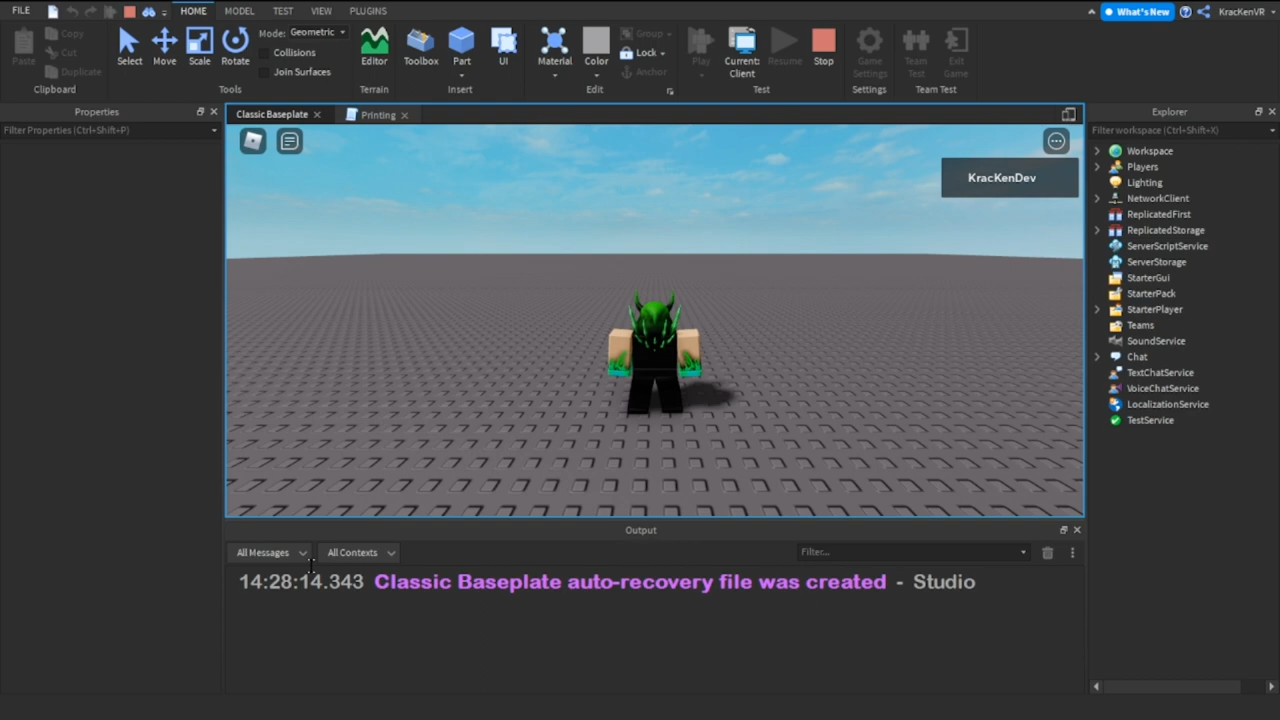 FILE HOME MODEL TEST VIEW PLUGINS What's New KracKenVR
Paste Copy Cut Duplicate Clipboard
Select Move Scale Rotate Mode: Geometric Collisions Join Surfaces Tools
Editor Terrain
Toolbox Part UI Insert
Material Color Group Lock Anchor Edit
Play Current: Client Resume Stop Test
Game Settings Settings
Team Test Exit Game Team Test
Properties
Filter Properties (Ctrl+Shift+P)
Classic Baseplate Printing
KracKenDev
Output
All Messages All Contexts Filter...
14:28:14.343 Classic Baseplate auto-recovery file was created - Studio
Explorer
Filter workspace (Ctrl+Shift+X)
Workspace
Players
Lighting
NetworkClient
ReplicatedFirst
ReplicatedStorage
ServerScriptService
ServerStorage
StarterGui
StarterPack
StarterPlayer
Teams
SoundService
Chat
TextChatService
VoiceChatService
LocalizationService
TestService